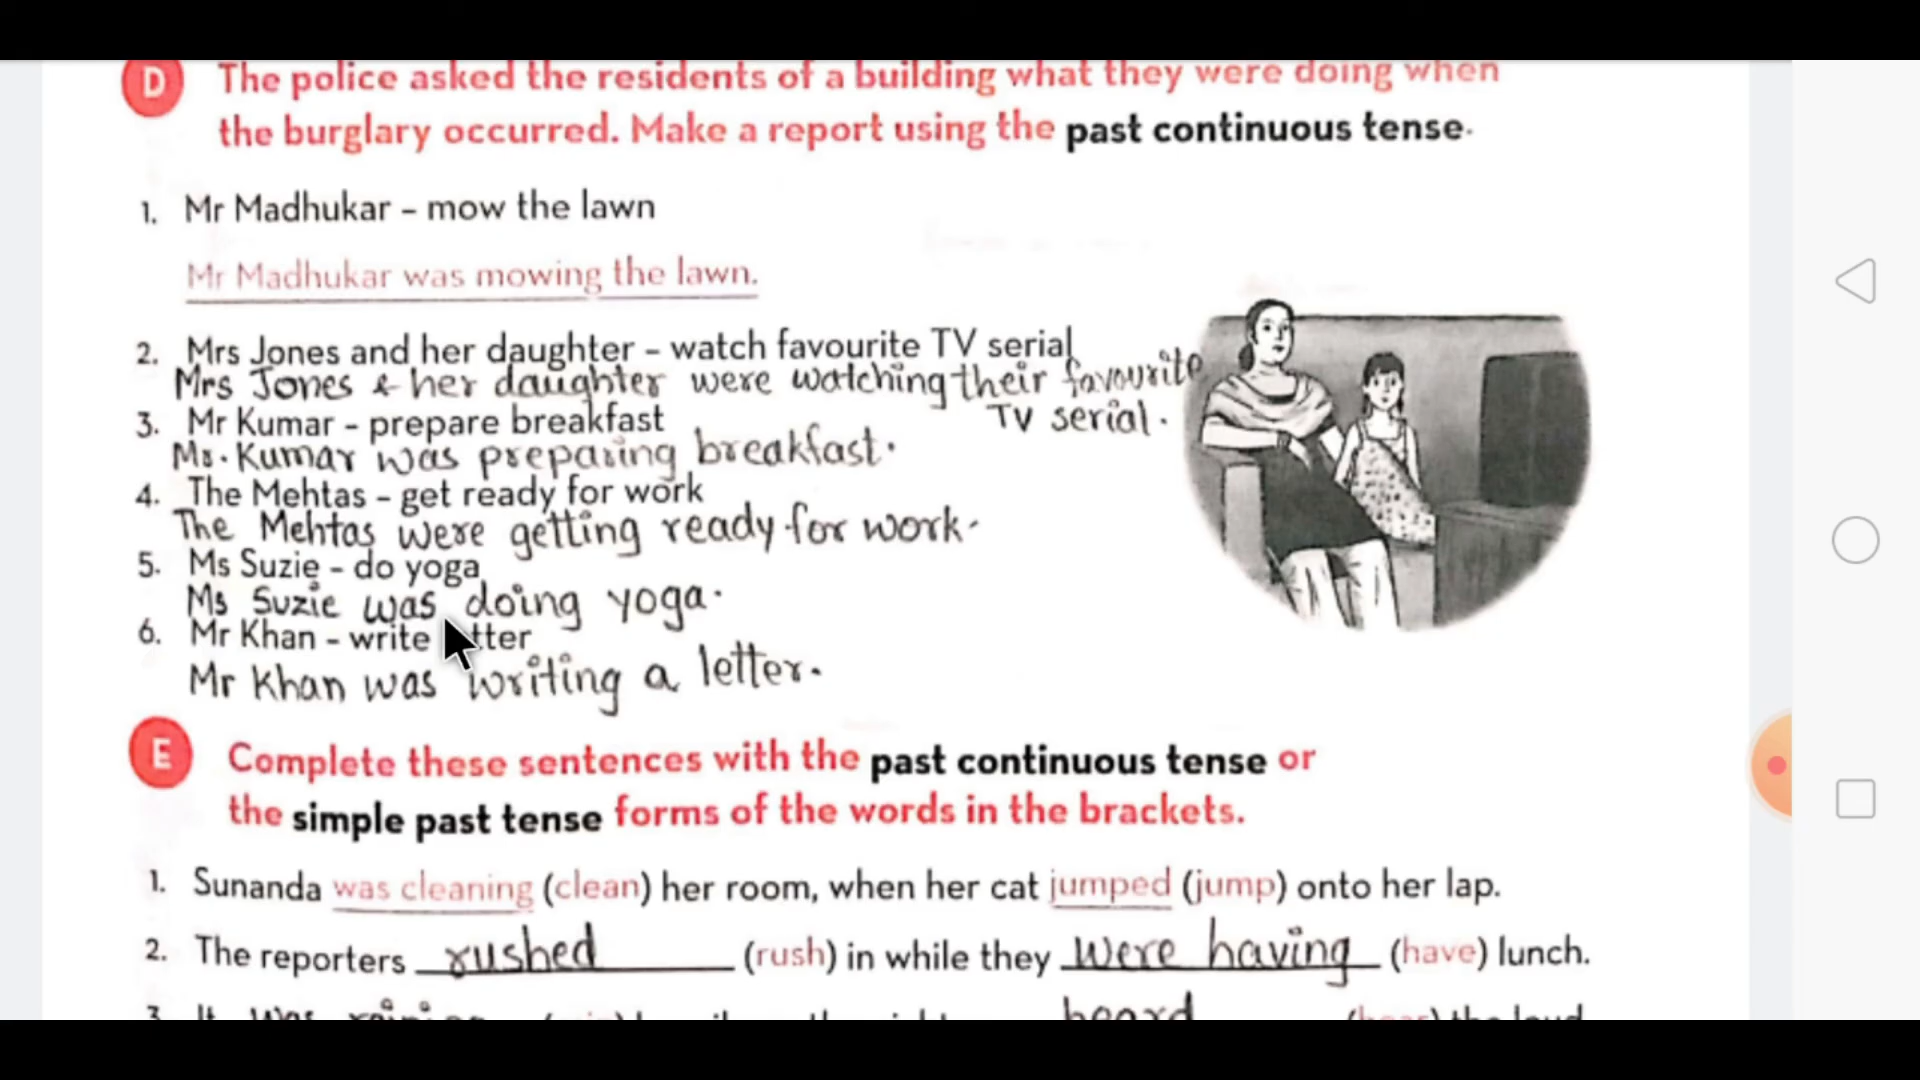 D The police asked the residents of a building what they were doing when
the burglary occurred. Make a report using the past continuous tense.
1. Mr Madhukar – mow the lawn
Mr Madhukar was mowing the lawn.
2. Mrs Jones and her daughter – watch favourite TV serial
Mrs Jones & her daughter were watching their favourite
TV serial.
3. Mr Kumar – prepare breakfast
Mr. Kumar was preparing breakfast.
4. The Mehtas – get ready for work
The Mehtas were getting ready for work.
5. Ms Suzie – do yoga
Ms Suzie was doing yoga.
6. Mr Khan – write
Mr Khan was writing a letter.
E Complete these sentences with the past continuous tense or
the simple past tense forms of the words in the brackets.
1. Sunanda was cleaning (clean) her room, when her cat jumped (jump) onto her lap.
2. The reporters rushed (rush) in while they were having (have) lunch.
3. It was heard the loud